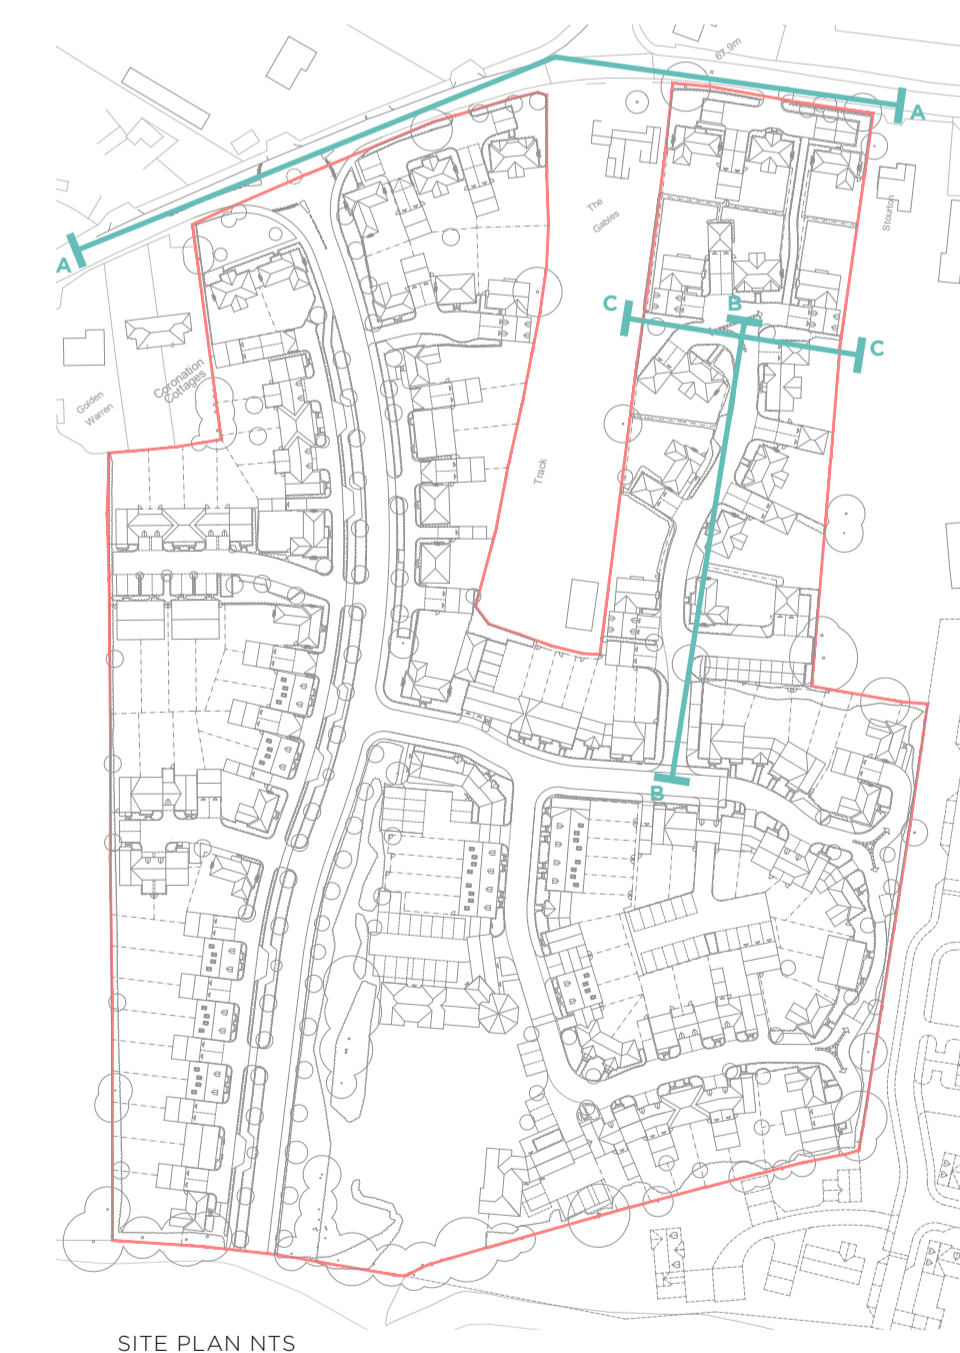 67.9m
A
The
Gables
Stourton
A
C
B
C
Coronation
Cottages
Golden
Warren
Track
B
SITE PLAN NTS